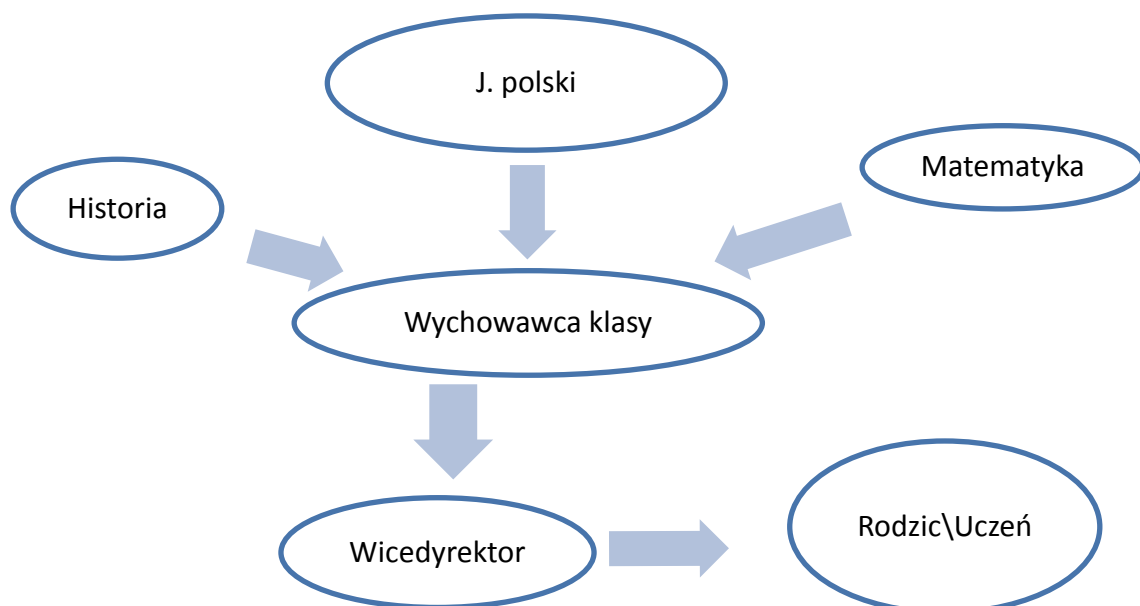 J. polski
Matematyka
Historia
Wychowawca klasy
Rodzic\Uczeń
Wicedyrektor